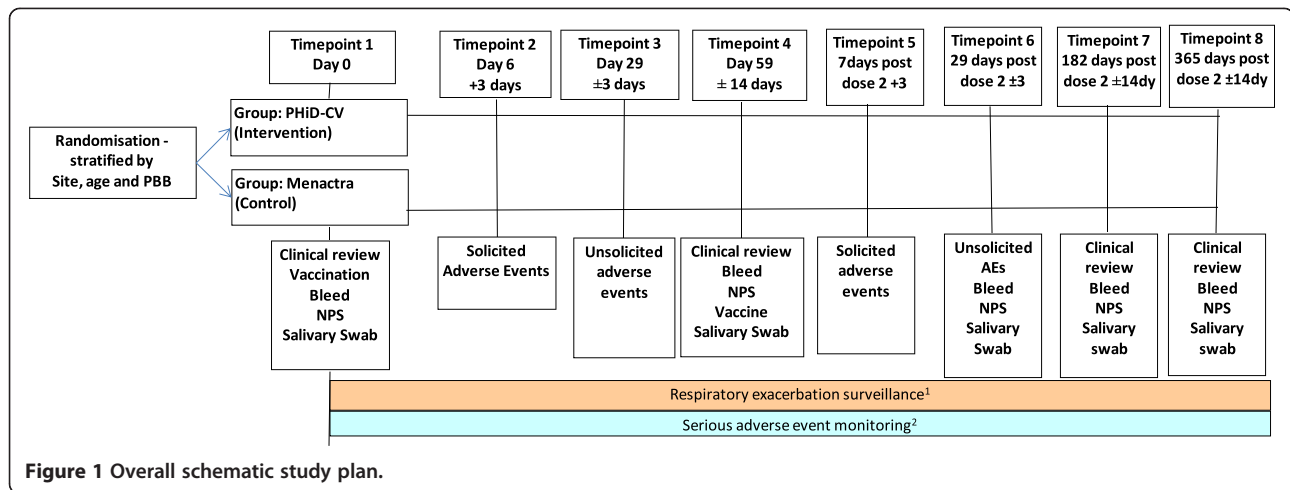 Timepoint 1
Day 0
Timepoint 2
Day 6
+3 days
Timepoint 3
Day 29
±3 days
Timepoint 4
Day 59
± 14 days
Timepoint 5
7days post
dose 2 +3
Timepoint 6
29 days post
dose 2 ±3
Timepoint 7
182 days post
dose 2 ±14dy
Timepoint 8
365 days post
dose 2 ±14dy
Randomisation -
stratified by
Site, age and PBB
Group: PHiD-CV
(Intervention)
Group: Menactra
(Control)
Clinical review
Vaccination
Bleed
NPS
Salivary Swab
Solicited
Adverse Events
Unsolicited
adverse
events
Clinical review
Bleed
NPS
Vaccine
Salivary Swab
Solicited
adverse
events
Unsolicited
AEs
Bleed
NPS
Salivary
Swab
Clinical
review
Bleed
NPS
Salivary
swab
Clinical
review
Bleed
NPS
Salivary
swab
Respiratory exacerbation surveillance¹
Serious adverse event monitoring²
Figure 1 Overall schematic study plan.